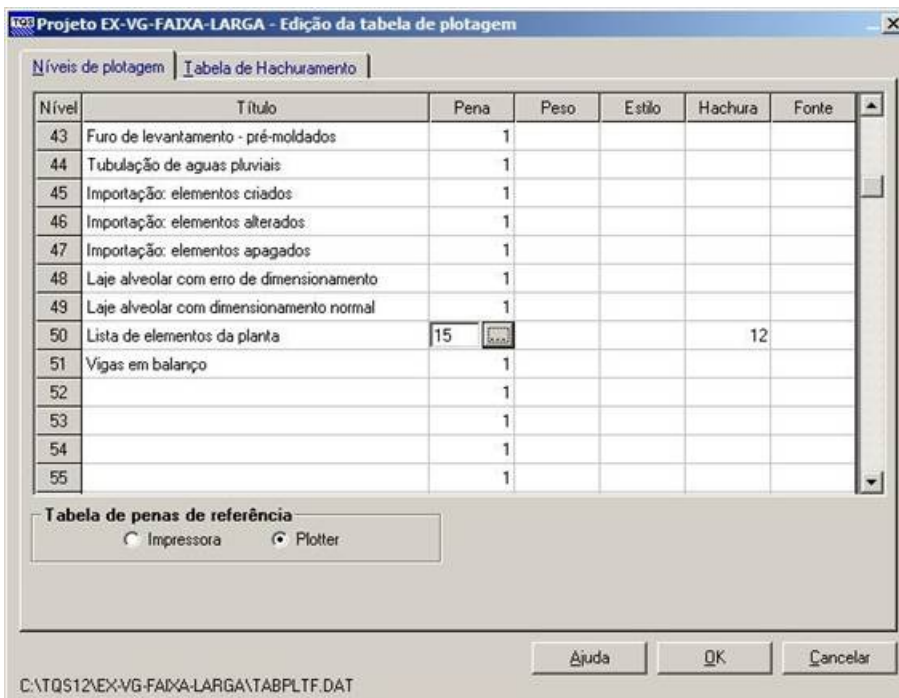 TQS Projeto EX-VG-FAIXA-LARGA - Edição da tabela de plotagem
Níveis de plotagem Tabela de Hachuramento
Nível Título Pena Peso Estilo Hachura Fonte
43 Furo de levantamento - pré-moldados 1
44 Tubulação de aguas pluviais 1
45 Importação: elementos criados 1
46 Importação: elementos alterados 1
47 Importação: elementos apagados 1
48 Laje alveolar com erro de dimensionamento 1
49 Laje alveolar com dimensionamento normal 1
50 Lista de elementos da planta 15 ... 12
51 Vigas em balanço 1
52 1
53 1
54 1
55 1
Tabela de penas de referência
Impressora Plotter
Ajuda OK Cancelar
C:\TQS12\EX-VG-FAIXA-LARGA\TABPLTF.DAT